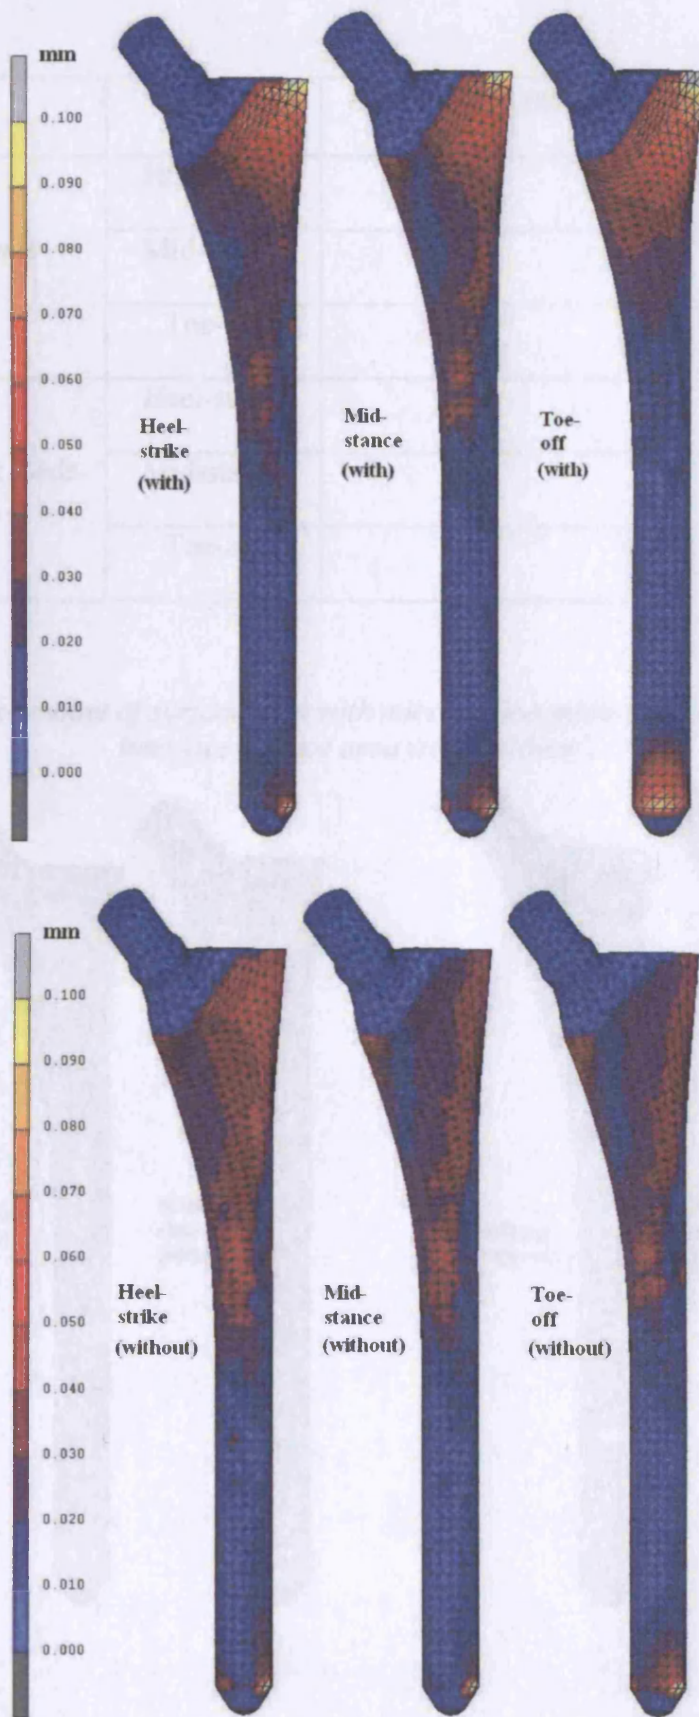 mm
0.100
0.090
0.080
0.070
0.060
0.050
0.040
0.030
0.020
0.010
0.000
Heel-
strike
(with)
Mid-
stance
(with)
Toe-
off
(with)
mm
0.100
0.090
0.080
0.070
0.060
0.050
0.040
0.030
0.020
0.010
0.000
Heel-
strike
(without)
Mid-
stance
(without)
Toe-
off
(without)